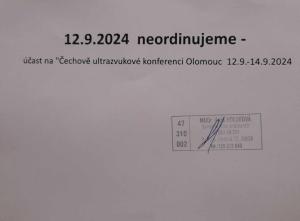 12.9.2024 neordinujeme -
účast na "Čechově ultrazvukové konferenci Olomouc 12.9.-14.9.2024
47
310
002